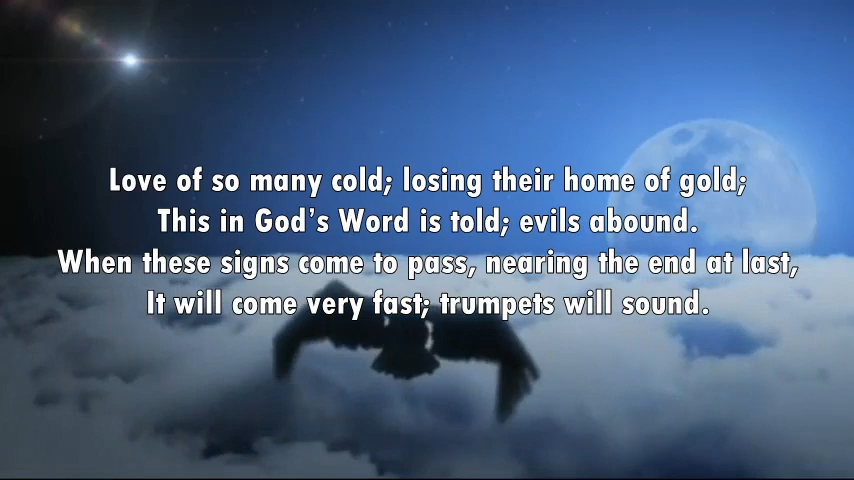 Love of so many cold; losing their home of gold;
This in God's Word is told; evils abound.
When these signs come to pass, nearing the end at last,
It will come very fast; trumpets will sound.